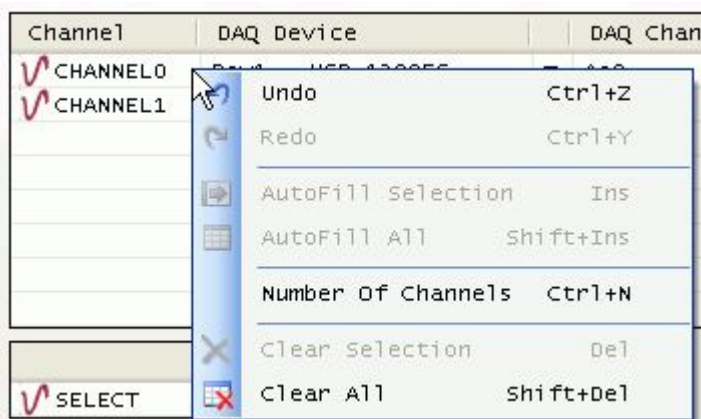 Channel DAQ Device DAQ Chan
CHANNEL0
CHANNEL1
Undo Ctrl+Z
Redo Ctrl+Y
AutoFill Selection Ins
AutoFill All Shift+Ins
Number Of Channels Ctrl+N
Clear Selection Del
SELECT Clear All Shift+Del